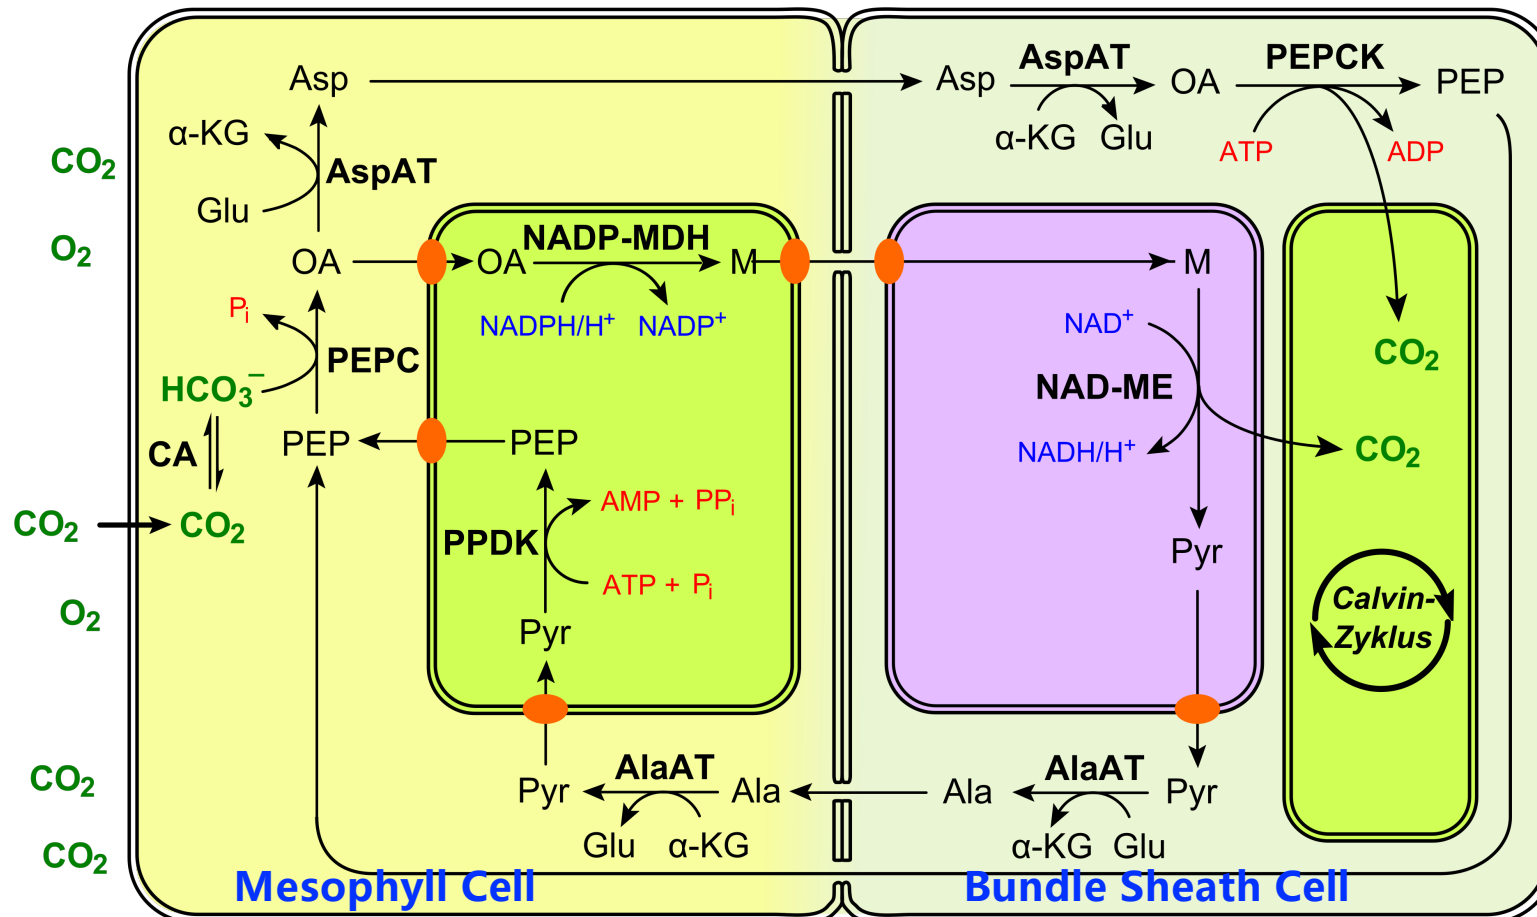 Asp
Asp
AspAT
OA
PEPCK
PEP
α-KG
AspAT
Glu
α-KG
Glu
ATP
ADP
CO₂
O₂
OA
OA
NADP-MDH
M
M
NADPH/H⁺
NADP⁺
NAD⁺
Pᵢ
PEPC
HCO₃⁻
CO₂
NAD-ME
CA
PEP
PEP
NADH/H⁺
CO₂
AMP + PPᵢ
CO₂
CO₂
PPDK
Pyr
ATP + Pᵢ
O₂
Pyr
Calvin-
Zyklus
CO₂
Pyr
AlaAT
Ala
Ala
AlaAT
Pyr
Glu
α-KG
α-KG
Glu
CO₂
Mesophyll Cell
Bundle Sheath Cell